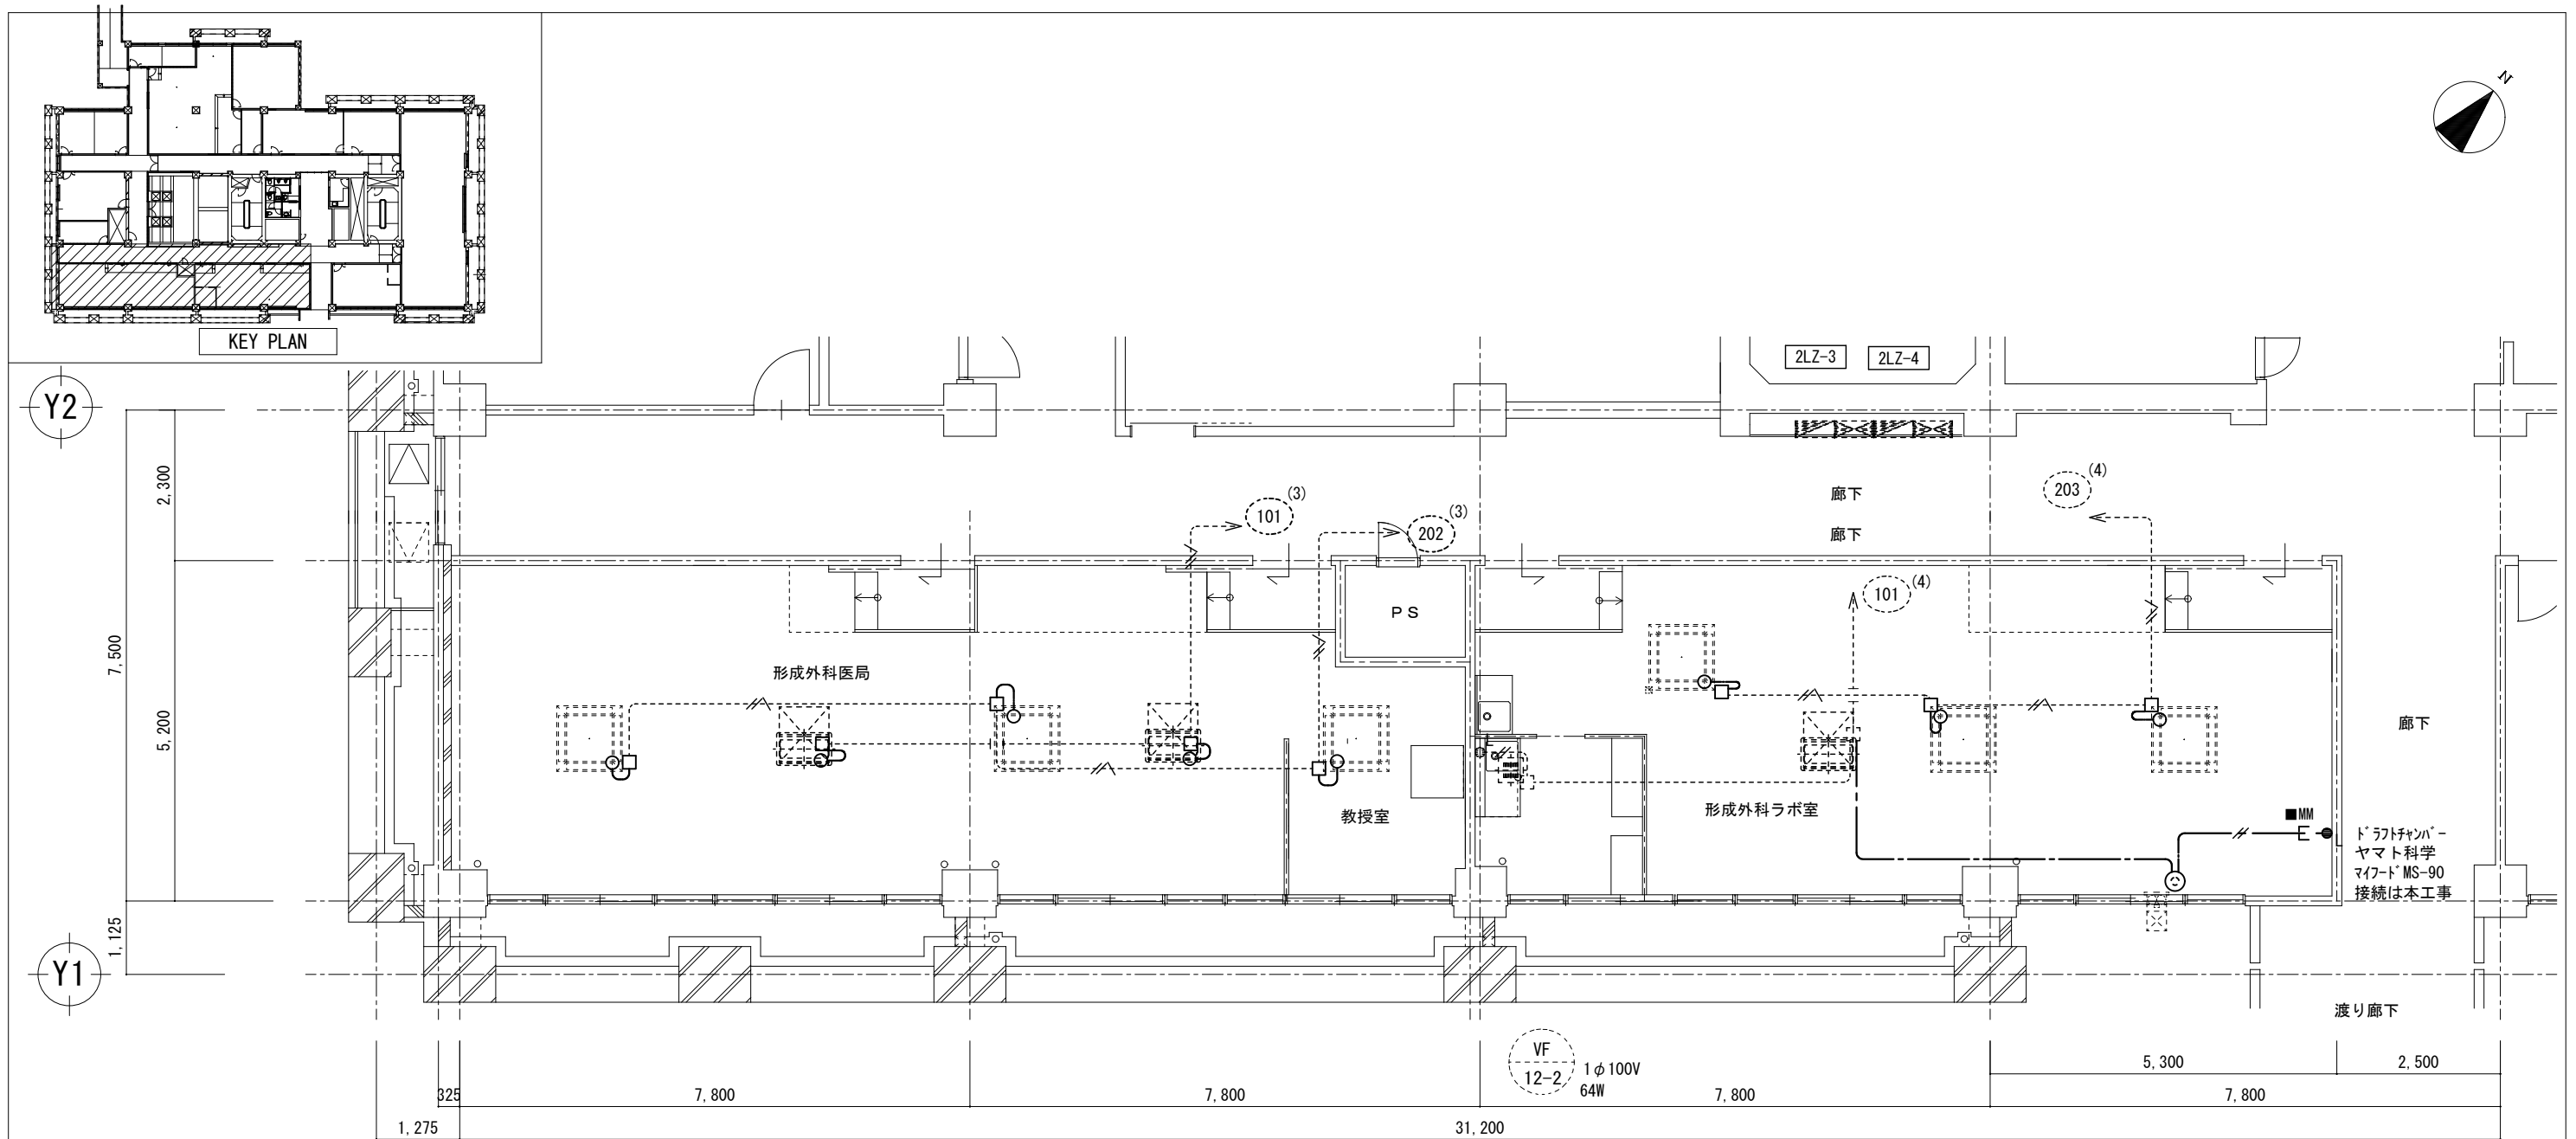 N
KEY PLAN
2LZ-3
2LZ-4
Y2
2,300
(3)
101
(3)
202
廊下
廊下
(4)
203
7,500
5,200
PS
(4)
101
形成外科医局
廊下
教授室
形成外科ラボ室
■MM
E
ドラフトチャンバー
ヤマト科学
マイフードMS-90
接続は本工事
1,125
Y1
渡り廊下
VF
12-2
1φ100V
64W
5,300
2,500
325
7,800
7,800
7,800
7,800
1,275
31,200